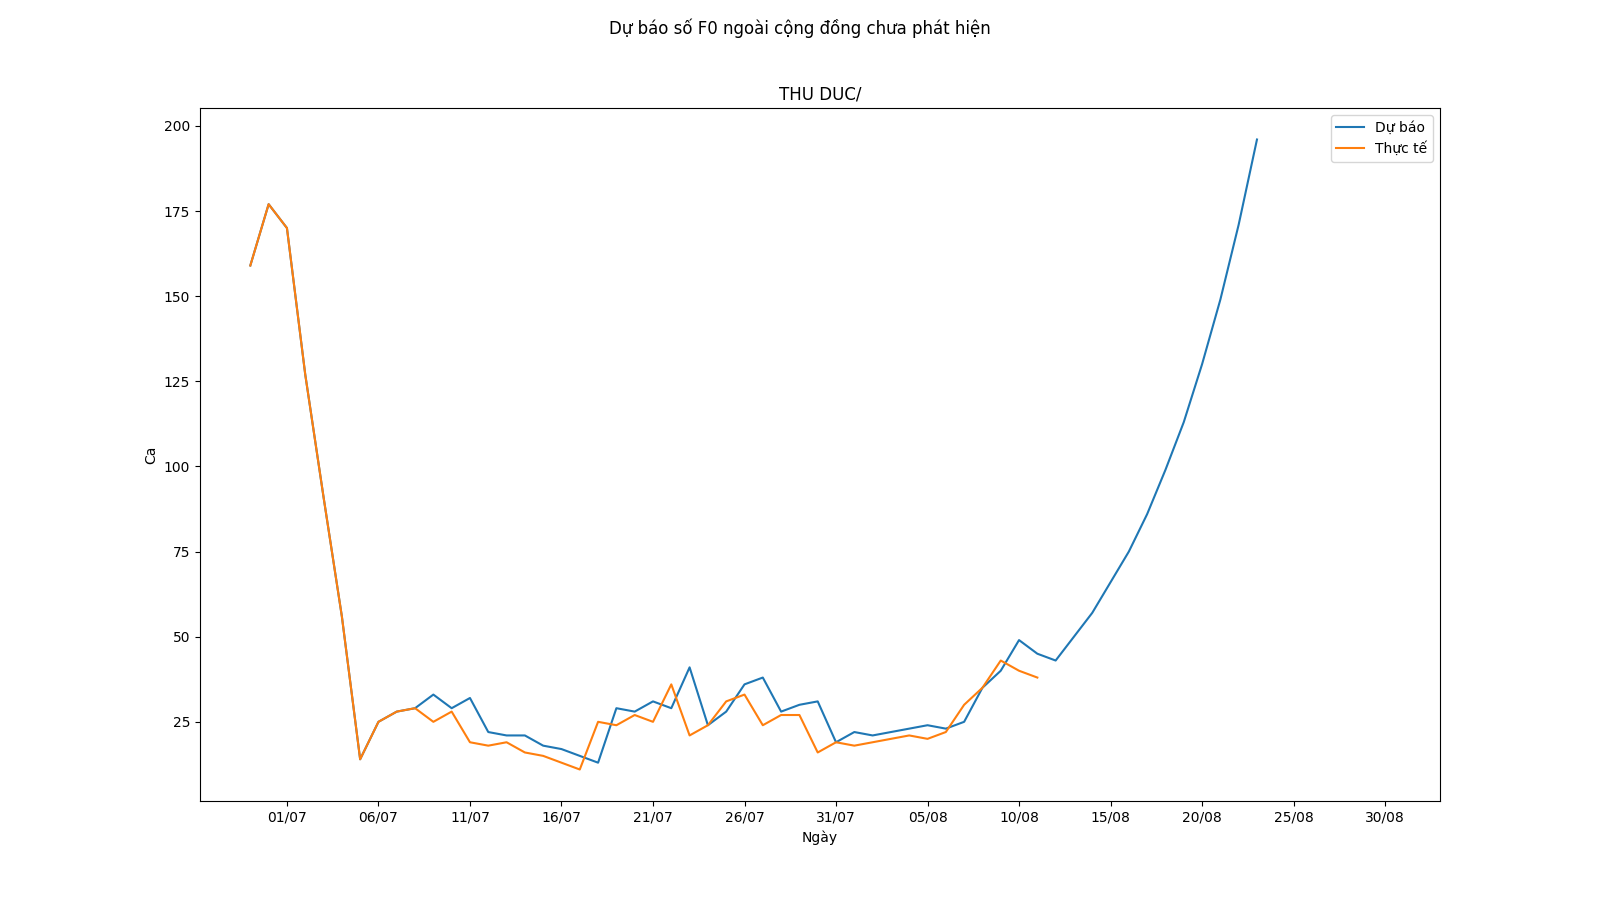 Dự báo số F0 ngoài cộng đồng chưa phát hiện
THU DUC/
Dự báo
Thực tế
200
175
150
125
100
75
50
25
Ca
01/07 06/07 11/07 16/07 21/07 26/07 31/07 05/08 10/08 15/08 20/08 25/08 30/08
Ngày